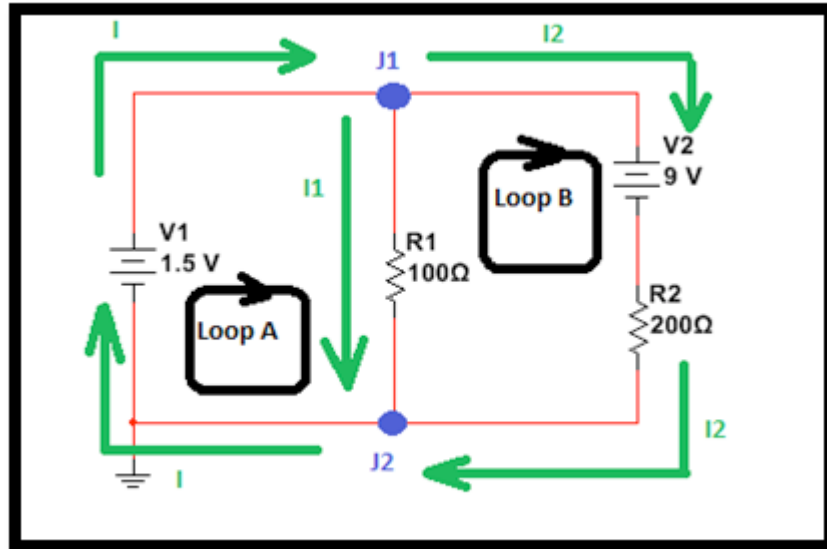 I
I2
J1
V2
9 V
I1
Loop B
V1
1.5 V
R1
100Ω
R2
200Ω
Loop A
I2
J2
I